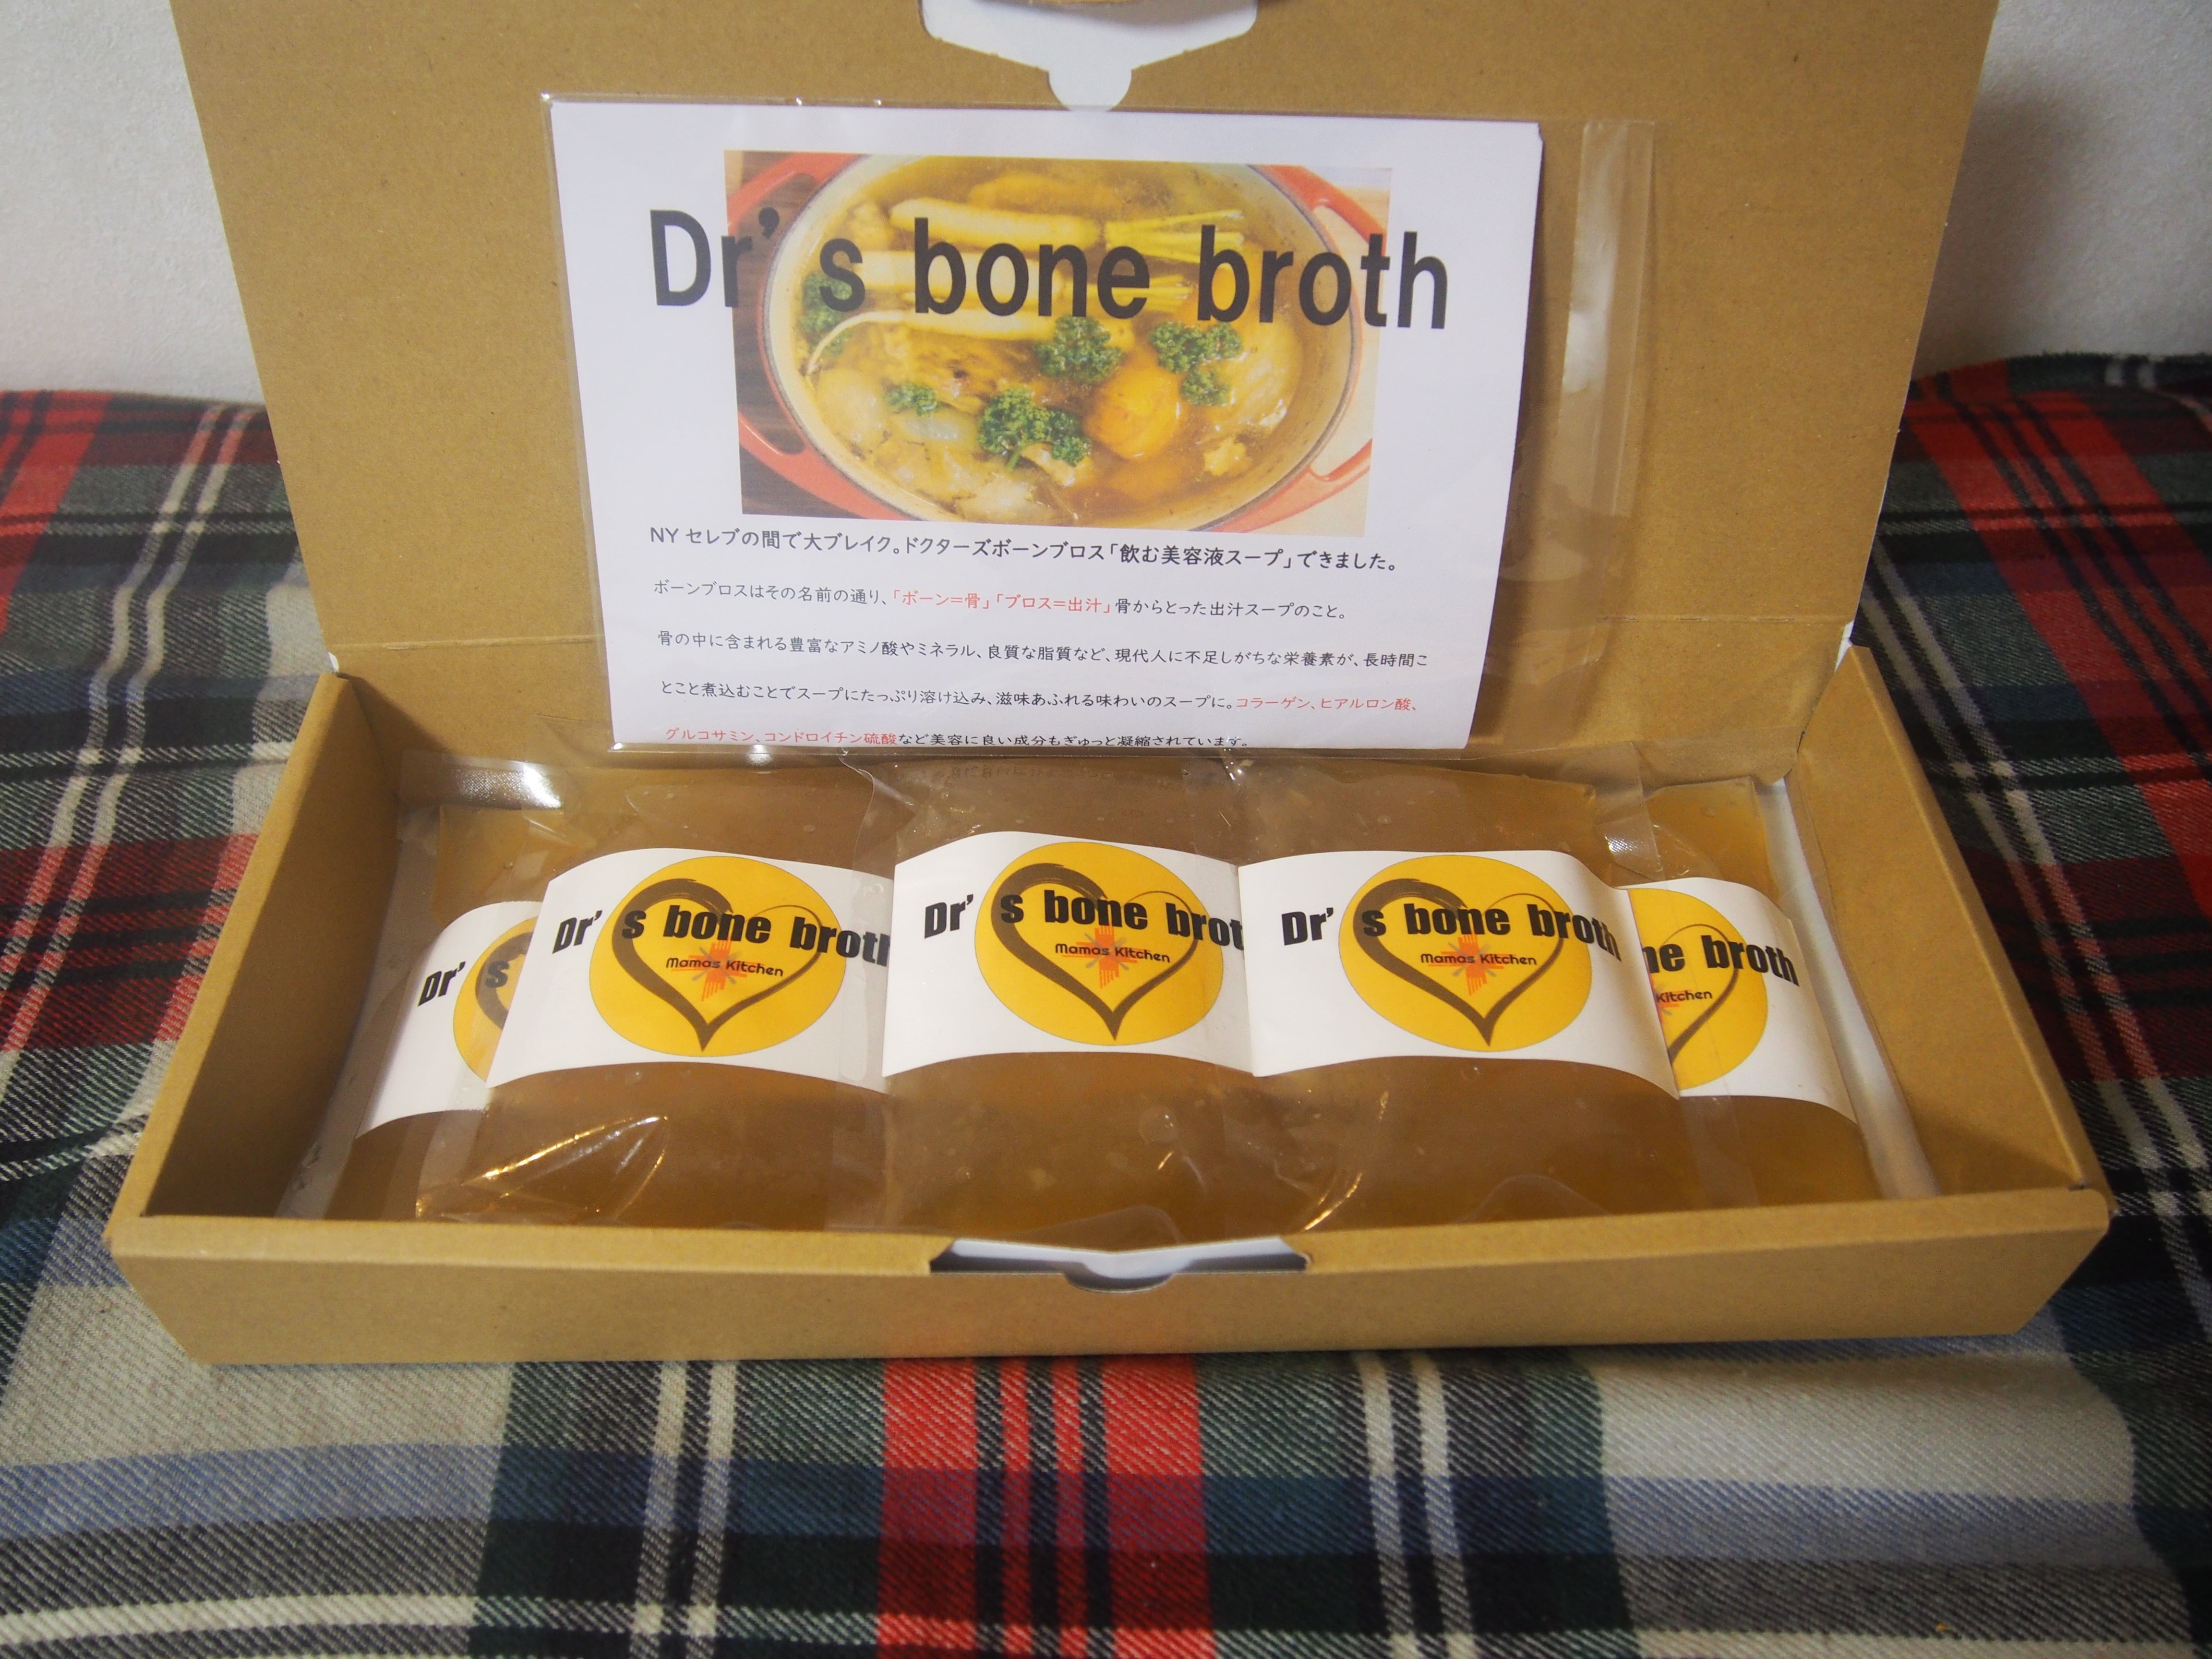 Dr's bone broth
NYセレブの間で大ブレイク。ドクターズボーンブロス「飲む美容液スープ」できました。
ボーンブロスはその名前の通り、「ボーン=骨」「ブロス=出汁」骨からとった出汁スープのこと。
骨の中に含まれる豊富なアミノ酸やミネラル、良質な脂質など、現代人に不足しがちな栄養素が、長時間こ
とこと煮込むことでスープにたっぷり溶け込み、滋味あふれる味わいのスープに。コラーゲン、ヒアルロン酸、
グルコサミン、コンドロイチン硫酸など美容に良い成分もぎゅっと凝縮されています。
Dr's
Dr's bone broth
Mamas Kitchen
Dr's bone brot
Mamas Kitchen
Dr's bone broth
Mamas Kitchen
ne broth
Kitchen